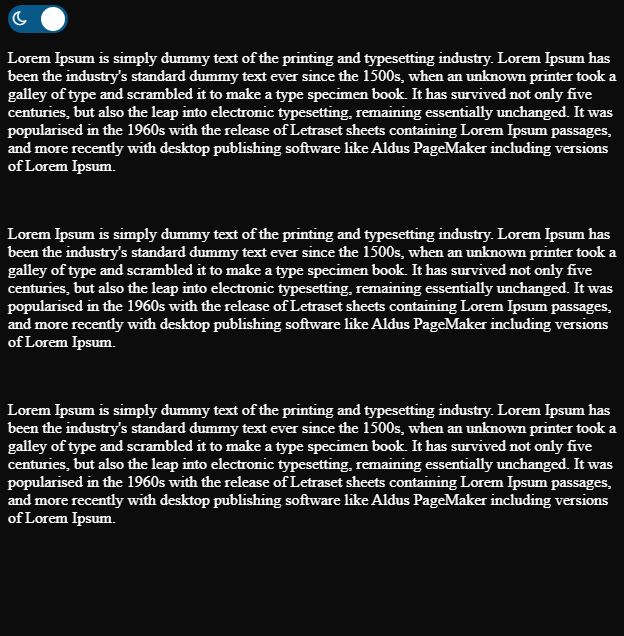 Lorem Ipsum is simply dummy text of the printing and typesetting industry. Lorem Ipsum has
been the industry's standard dummy text ever since the 1500s, when an unknown printer took a
galley of type and scrambled it to make a type specimen book. It has survived not only five
centuries, but also the leap into electronic typesetting, remaining essentially unchanged. It was
popularised in the 1960s with the release of Letraset sheets containing Lorem Ipsum passages,
and more recently with desktop publishing software like Aldus PageMaker including versions
of Lorem Ipsum.
Lorem Ipsum is simply dummy text of the printing and typesetting industry. Lorem Ipsum has
been the industry's standard dummy text ever since the 1500s, when an unknown printer took a
galley of type and scrambled it to make a type specimen book. It has survived not only five
centuries, but also the leap into electronic typesetting, remaining essentially unchanged. It was
popularised in the 1960s with the release of Letraset sheets containing Lorem Ipsum passages,
and more recently with desktop publishing software like Aldus PageMaker including versions
of Lorem Ipsum.
Lorem Ipsum is simply dummy text of the printing and typesetting industry. Lorem Ipsum has
been the industry's standard dummy text ever since the 1500s, when an unknown printer took a
galley of type and scrambled it to make a type specimen book. It has survived not only five
centuries, but also the leap into electronic typesetting, remaining essentially unchanged. It was
popularised in the 1960s with the release of Letraset sheets containing Lorem Ipsum passages,
and more recently with desktop publishing software like Aldus PageMaker including versions
of Lorem Ipsum.